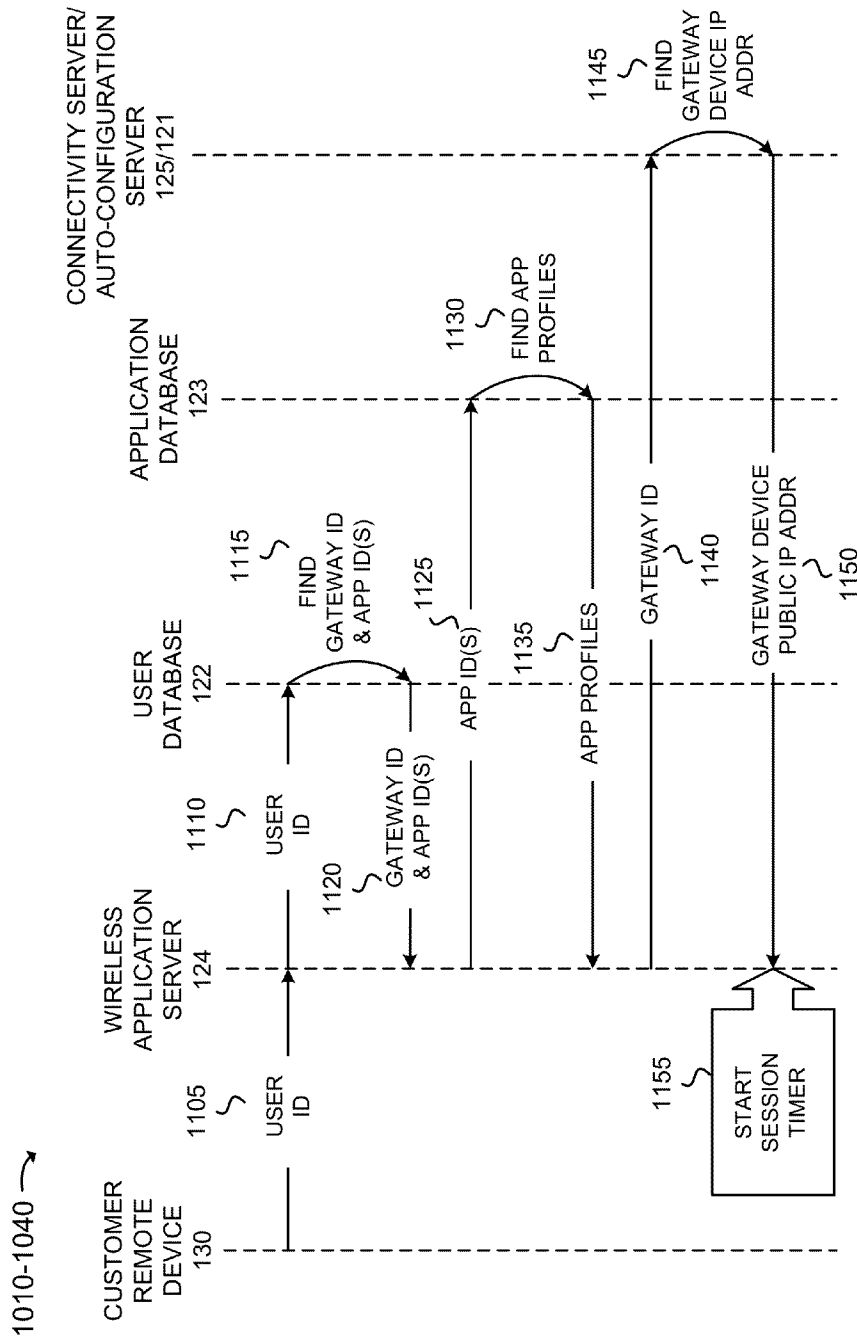 1010-1040
CUSTOMER
REMOTE
DEVICE
130
WIRELESS
APPLICATION
SERVER
124
USER
DATABASE
122
APPLICATION
DATABASE
123
CONNECTIVITY SERVER/
AUTO-CONFIGURATION
SERVER
125/121
1105
USER
ID
1110
USER
ID
1115
FIND
GATEWAY ID
& APP ID(S)
1120
GATEWAY ID
& APP ID(S)
1125
APP ID(S)
1130
FIND APP
PROFILES
1135
APP PROFILES
GATEWAY ID
1140
1145
FIND
GATEWAY
DEVICE IP
ADDR
GATEWAY DEVICE
PUBLIC IP ADDR
1150
1155
START
SESSION
TIMER